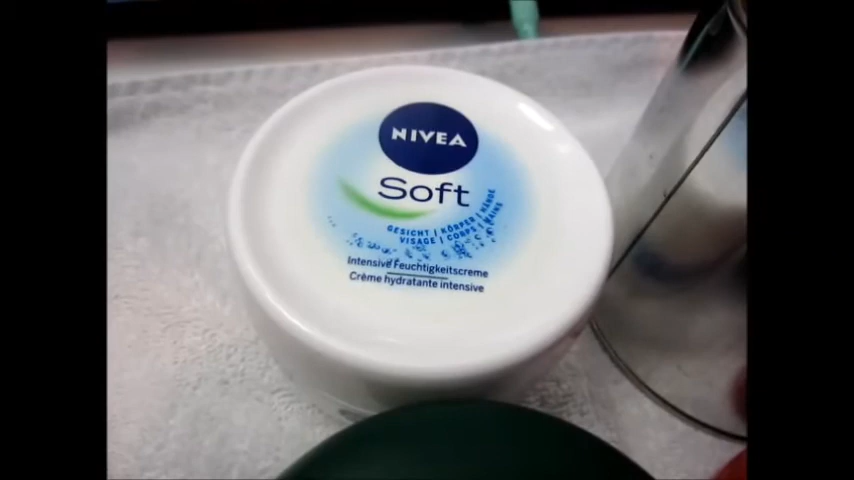 NIVEA
Soft
GESICHT | KÖRPER | HÄNDE
VISAGE | CORPS | MAINS
Intensive Feuchtigkeitscreme
Crème hydratante intensive